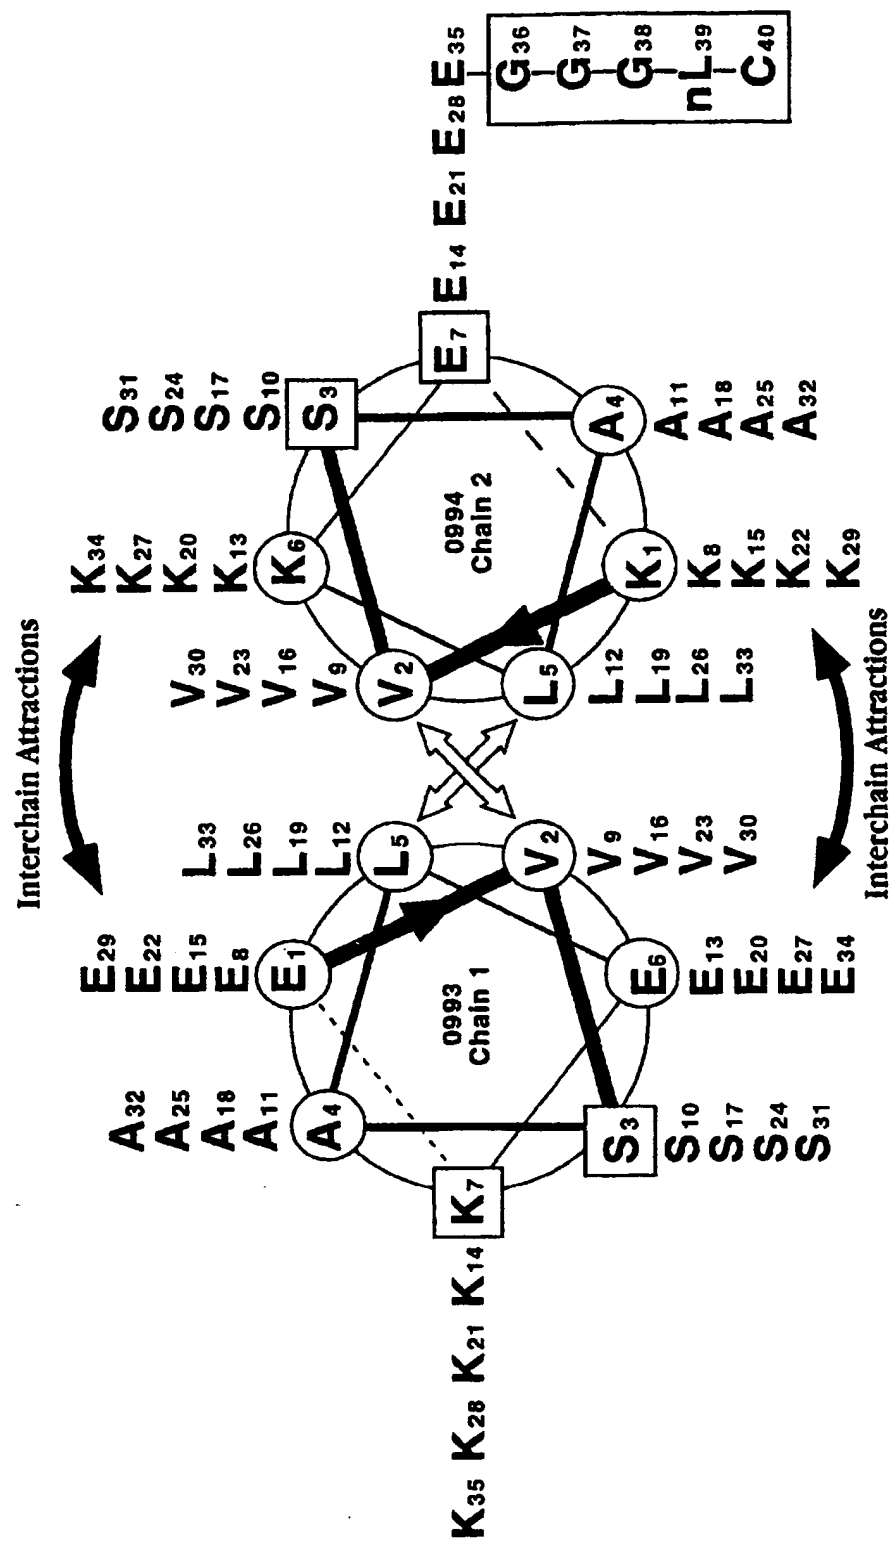 Interchain Attractions
E29
E22
E15
E8
E1
L33
L26
L19
L12
L5
A32
A25
A18
A11
A4
0993
Chain 1
K35 K28 K21 K14 K7
V2
V9
V16
V23
V30
E6
E13
E20
E27
E34
S3
S10
S17
S24
S31
V30
V23
V16
V9
V2
K34
K27
K20
K13
K6
S31
S24
S17
S10
S3
0994
Chain 2
E7 E14 E21 E28 E35
G36
G37
G38
nL39
C40
L5
L12
L19
L26
L33
K1
K8
K15
K22
K29
A4
A11
A18
A25
A32
Interchain Attractions